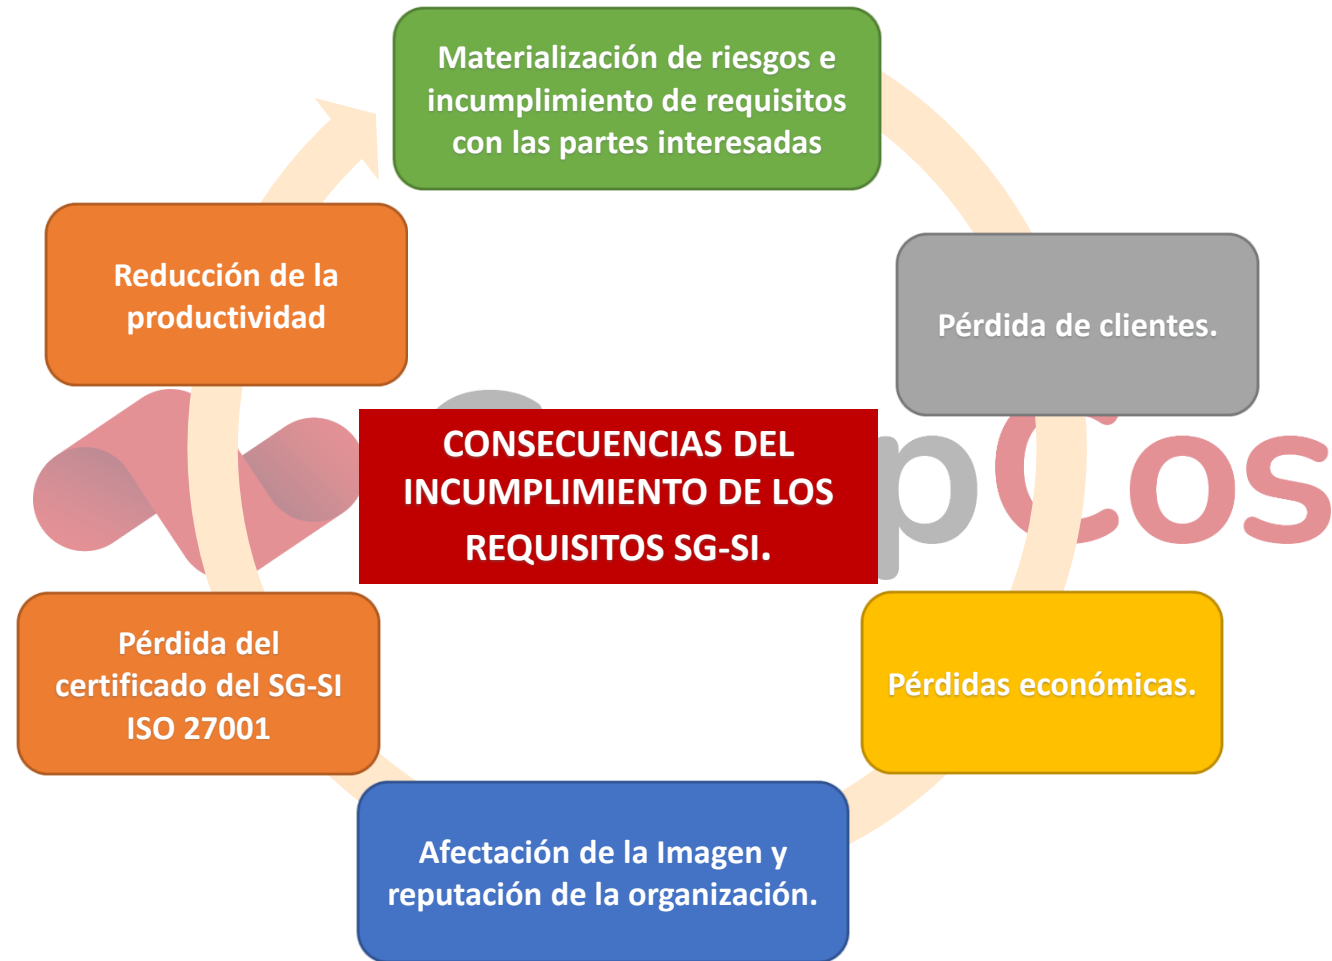 Materialización de riesgos e
incumplimiento de requisitos
con las partes interesadas
Reducción de la
productividad
Pérdida de clientes.
CONSECUENCIAS DEL
INCUMPLIMIENTO DE LOS
REQUISITOS SG-SI.
pCos
Pérdida del
certificado del SG-SI
ISO 27001
Pérdidas económicas.
Afectación de la Imagen y
reputación de la organización.